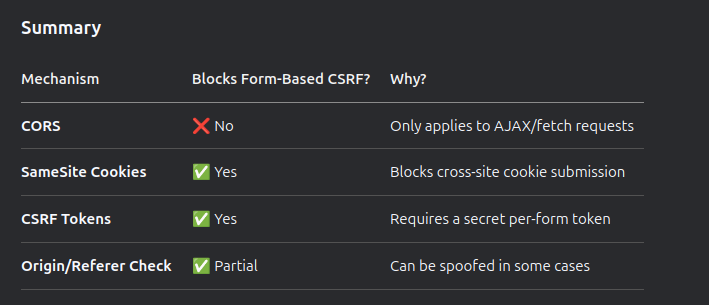 Summary
Mechanism Blocks Form-Based CSRF? Why?
CORS ❌ No Only applies to AJAX/fetch requests
SameSite Cookies ✅ Yes Blocks cross-site cookie submission
CSRF Tokens ✅ Yes Requires a secret per-form token
Origin/Referer Check ✅ Partial Can be spoofed in some cases